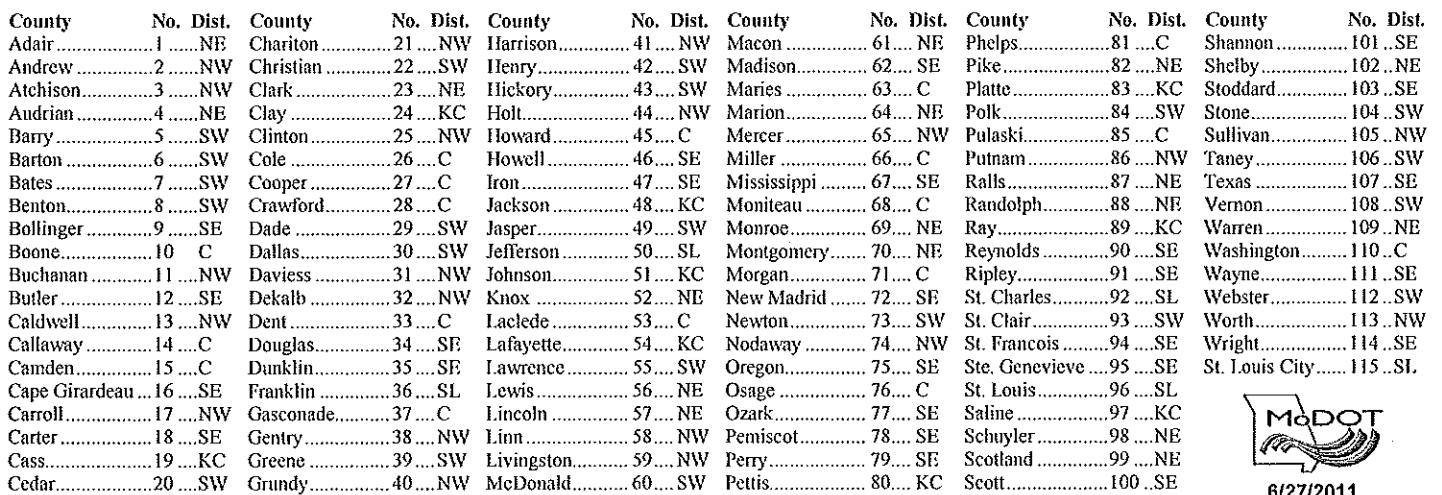 County No. Dist.
Adair..................1 ......NE
Andrew ..............2 ......NW
Atchison.............3 ......NW
Audrian ..............4 ......NE
Barry..................5 ......SW
Barton ................6 ......SW
Bates ..................7 ......SW
Benton................8 ......SW
Bollinger ............9 ......SE
Boone.................10 C
Buchanan ...........11 ....NW
Butler .................12 ....SE
Caldwell.............13 ....NW
Callaway ............14 ....C
Camden ..............15 ....C
Cape Girardeau ...16 ....SE
Carroll................17 ....NW
Carter .................18 ....SE
Cass....................19 ....KC
Cedar..................20 ....SW
County No. Dist.
Chariton .............21 ....NW
Christian ............22 ....SW
Clark ..................23 ....NE
Clay ...................24 ....KC
Clinton ...............25 ....NW
Cole ...................26 ....C
Cooper ...............27 ....C
Crawford.............28 ....C
Dade ..................29 ....SW
Dallas.................30 ....SW
Daviess ..............31 ....NW
Dekalb ...............32 ....NW
Dent ...................33 ....C
Douglas..............34 ....SE
Dunklin..............35 ....SE
Franklin .............36 ....SL
Gasconade..........37 ....C
Gentry ................38 ....NW
Greene ...............39 ....SW
Grundy...............40 ....NW
County No. Dist.
Harrison............. 41 .... NW
Henry................. 42 .... SW
Hickory.............. 43 .... SW
Holt.................... 44 .... NW
Howard.............. 45 .... C
Howell................ 46 .... SE
Iron .................... 47 .... SE
Jackson .............. 48 .... KC
Jasper................. 49 .... SW
Jefferson ............ 50 .... SL
Johnson .............. 51 .... KC
Knox .................. 52 .... NE
Laclede .............. 53 .... C
Lafayette ............ 54 .... KC
Lawrence ........... 55 .... SW
Lewis ................. 56 .... NE
Lincoln .............. 57 .... NE
Linn ................... 58 .... NW
Livingston.......... 59 .... NW
McDonald.......... 60 .... SW
County No. Dist.
Macon ................ 61 .... NE
Madison.............. 62 .... SE
Maries ................ 63 .... C
Marion................ 64 .... NE
Mercer................ 65 .... NW
Miller ................. 66 .... C
Mississippi ......... 67 .... SE
Moniteau ............ 68 .... C
Monroe............... 69 .... NE
Montgomery....... 70 .... NE
Morgan............... 71 .... C
New Madrid ....... 72 .... SE
Newton............... 73 .... SW
Nodaway ............ 74 .... NW
Oregon................ 75 .... SE
Osage ................. 76 .... C
Ozark.................. 77 .... SE
Pemiscot............. 78 .... SE
Perry................... 79 .... SE
Pettis .................. 80 .... KC
County No. Dist.
Phelps.................81 ....C
Pike....................82 ....NE
Platte ..................83 ....KC
Polk....................84 ....SW
Pulaski ...............85 ....C
Putnam ...............86 ....NW
Ralls...................87 ....NE
Randolph ............88 ....NE
Ray.....................89 ....KC
Reynolds ............90 ....SE
Ripley.................91 ....SE
St. Charles...........92 ....SL
St. Clair...............93 ....SW
St. Francois .........94 ....SE
Ste. Genevieve ....95 ....SE
St. Louis..............96 ....SL
Saline .................97 ....KC
Schuyler .............98 ....NE
Scotland .............99 ....NE
Scott...................100 ..SE
County No. Dist.
Shannon ..............101 ..SE
Shelby.................102 ..NE
Stoddard .............103 ..SE
Stone ..................104 ..SW
Sullivan...............105 ..NW
Taney ..................106 ..SW
Texas ..................107 ..SE
Vernon ................108 ..SW
Warren ................109 ..NE
Washington.........110 ..C
Wayne.................111 ..SE
Webster...............112 ..SW
Worth..................113 ..NW
Wright.................114 ..SE
St. Louis City...... 115 ..SL
MoDOT
6/27/2011